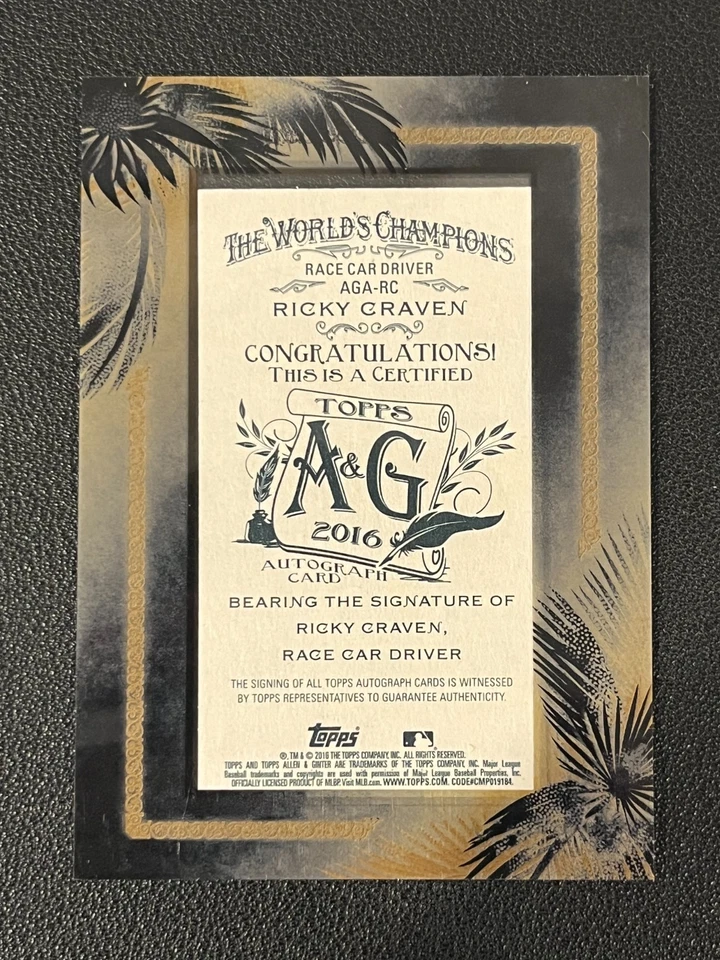 THE WORLD'S CHAMPIONS
RACE CAR DRIVER
AGA-RC
RICKY CRAVEN
CONGRATULATIONS!
THIS IS A CERTIFIED
TOPPS
A&G
2016
AUTOGRAPH
CARD
BEARING THE SIGNATURE OF
RICKY CRAVEN,
RACE CAR DRIVER
THE SIGNING OF ALL TOPPS AUTOGRAPH CARDS IS WITNESSED
BY TOPPS REPRESENTATIVES TO GUARANTEE AUTHENTICITY.
topps
®, TM & © 2016 THE TOPPS COMPANY, INC. ALL RIGHTS RESERVED.
TOPPS AND TOPPS ALLEN & GINTER ARE TRADEMARKS OF THE TOPPS COMPANY, INC. Major League
Baseball trademarks and copyrights are used with permission of Major League Baseball Properties, Inc.
OFFICIALLY LICENSED PRODUCT OF MLBP. Visit MLB.com. WWW.TOPPS.COM. CODE#CMP019184.